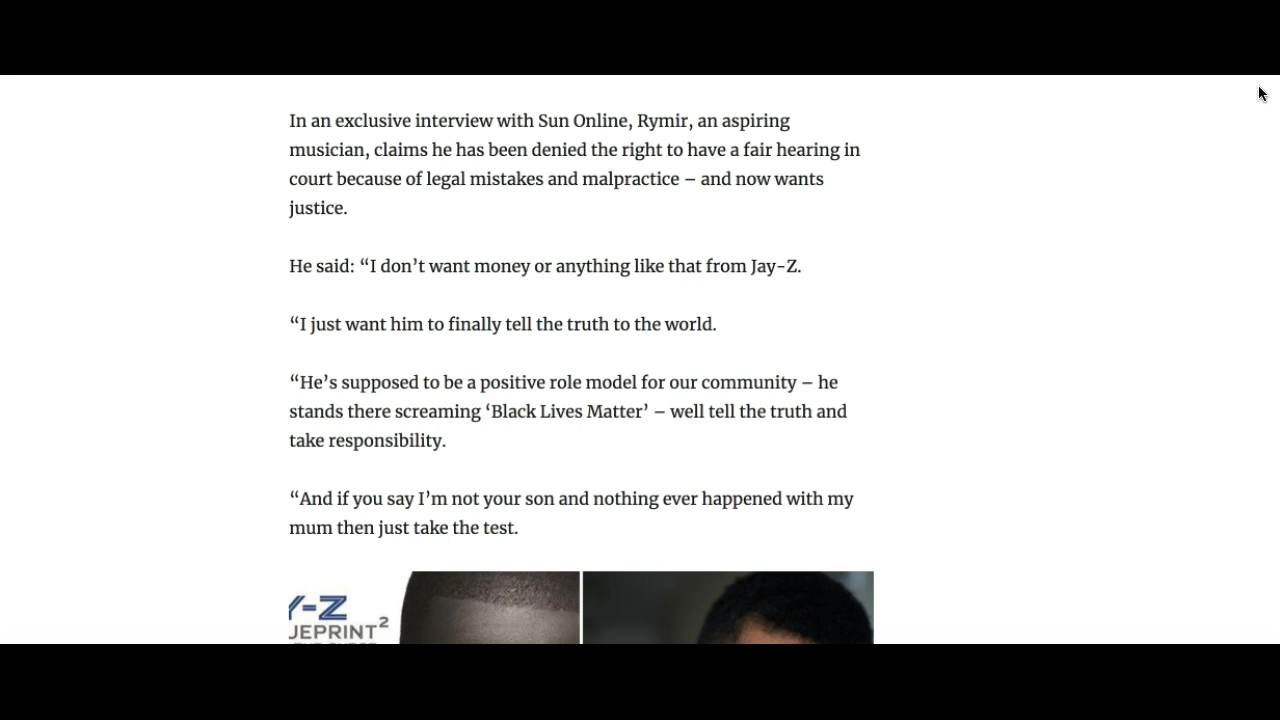 In an exclusive interview with Sun Online, Rymir, an aspiring
musician, claims he has been denied the right to have a fair hearing in
court because of legal mistakes and malpractice – and now wants
justice.
He said: “I don’t want money or anything like that from Jay-Z.
“I just want him to finally tell the truth to the world.
“He’s supposed to be a positive role model for our community – he
stands there screaming ‘Black Lives Matter’ – well tell the truth and
take responsibility.
“And if you say I’m not your son and nothing ever happened with my
mum then just take the test.
Y-Z
UEPRINT²